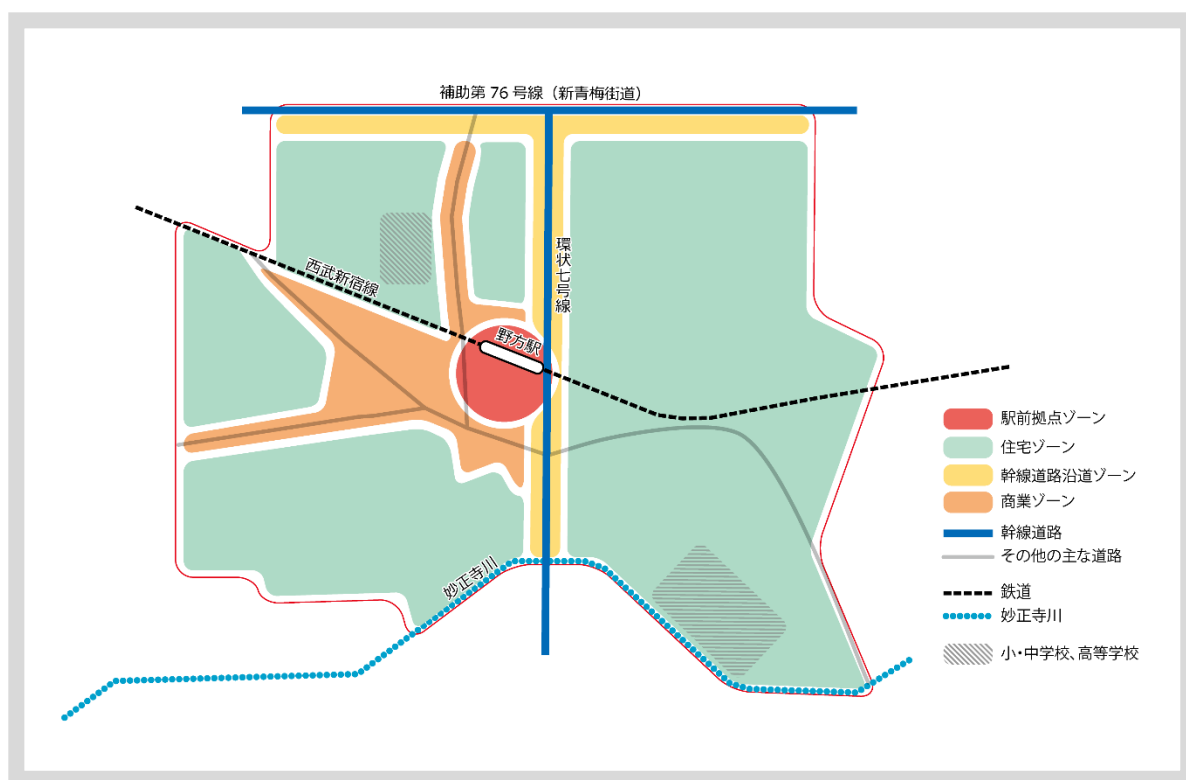 補助第 76 号線（新青梅街道）
環状七号線
西武新宿線
野方駅
妙正寺川
駅前拠点ゾーン
住宅ゾーン
幹線道路沿道ゾーン
商業ゾーン
幹線道路
その他の主な道路
鉄道
妙正寺川
小・中学校、高等学校